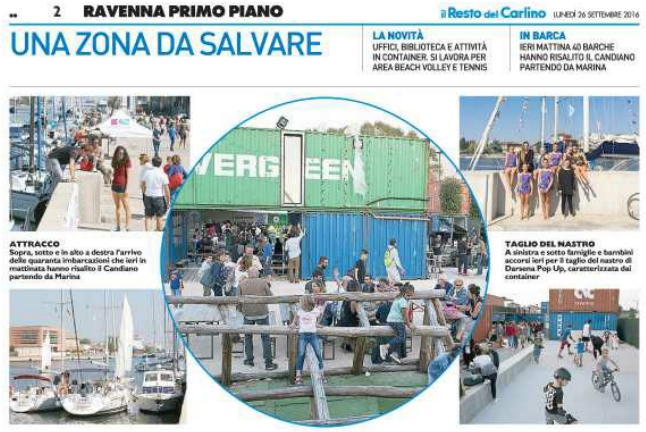 2 RAVENNA PRIMO PIANO
il Resto del Carlino LUNEDÌ 26 SETTEMBRE 2016
UNA ZONA DA SALVARE
LA NOVITÀ
UFFICI, BIBLIOTECA E ATTIVITÀ
IN CONTAINER. SI LAVORA PER
AREA BEACH VOLLEY E TENNIS
IN BARCA
IERI MATTINA 40 BARCHE
HANNO RISALITO IL CANDIANO
PARTENDO DA MARINA
VERGREEN
ATTRACCO
Sopra, sotto e in alto a destra l'arrivo
delle quaranta imbarcazioni che ieri in
mattinata hanno risalito il Candiano
partendo da Marina
TAGLIO DEL NASTRO
A sinistra e sotto famiglie e bambini
accorsi ieri per il taglio del nastro di
Darsena Pop Up, caratterizzata dai
container